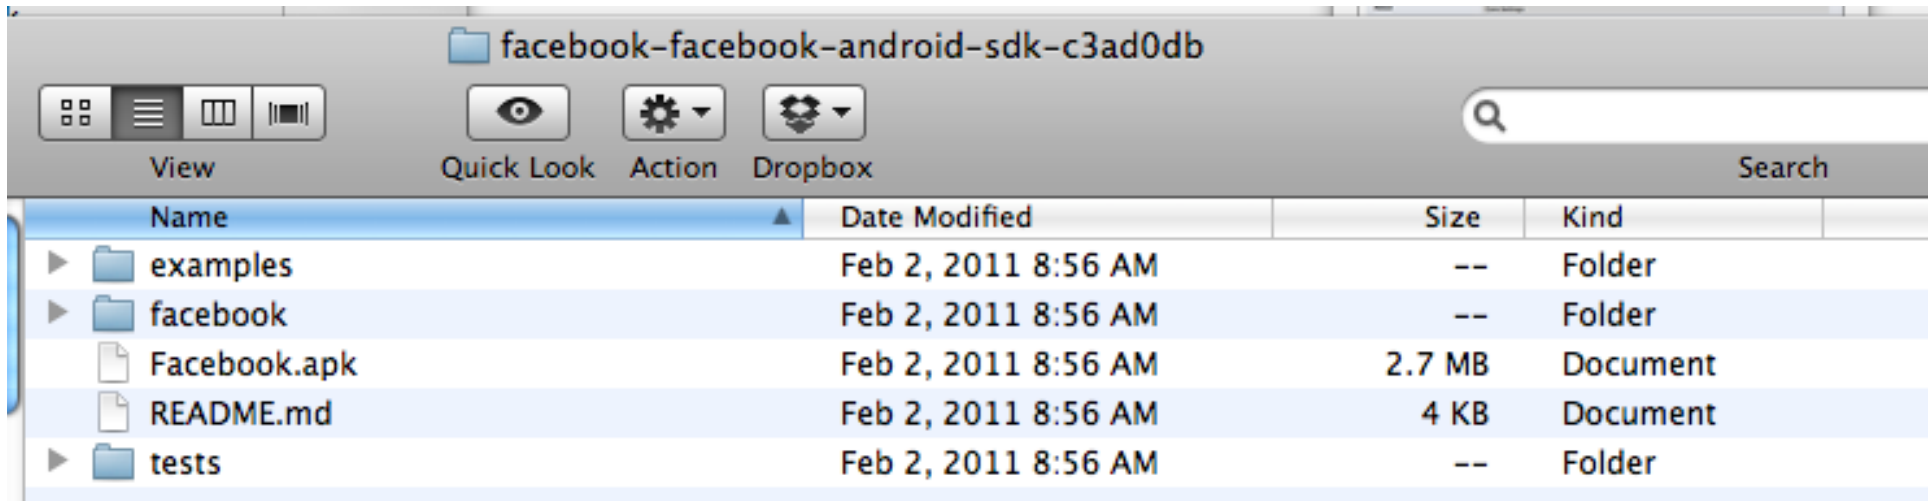 facebook-facebook-android-sdk-c3ad0db
View Quick Look Action Dropbox Search
Name Date Modified Size Kind
examples Feb 2, 2011 8:56 AM -- Folder
facebook Feb 2, 2011 8:56 AM -- Folder
Facebook.apk Feb 2, 2011 8:56 AM 2.7 MB Document
README.md Feb 2, 2011 8:56 AM 4 KB Document
tests Feb 2, 2011 8:56 AM -- Folder